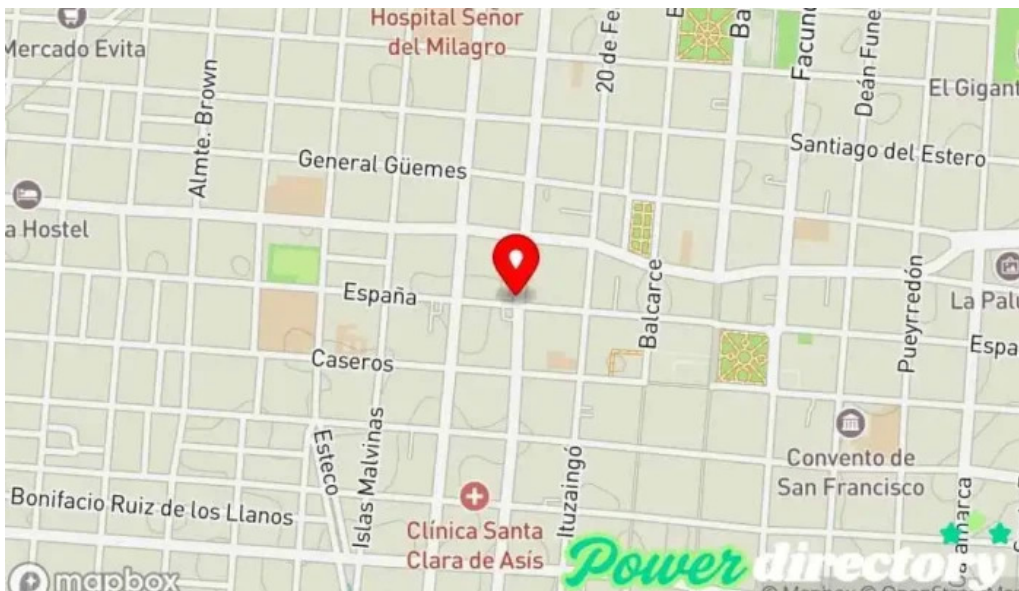 Hospital Señor
del Milagro
Mercado Evita
Almte. Brown
20 de Fe
Ba
Facund
Deán Fune
El Gigant
General Güemes
Santiago del Estero
a Hostel
España
Balcarce
Pueyrredón
La Palu
Espa
Caseros
Esteco
Islas Malvinas
Ituzaingó
Convento de
San Francisco
Bonifacio Ruiz de los Llanos
Clínica Santa
Clara de Asís
amarca
Power directory
mapbox